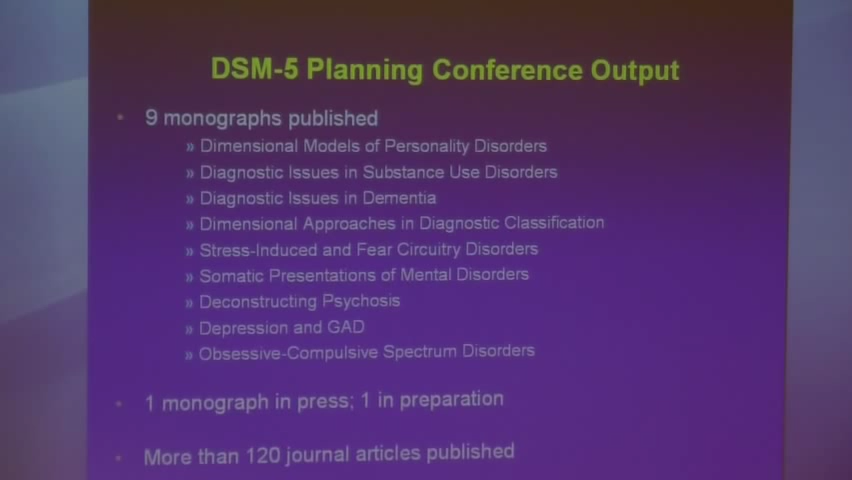 DSM-5 Planning Conference Output
• 9 monographs published
» Dimensional Models of Personality Disorders
» Diagnostic Issues in Substance Use Disorders
» Diagnostic Issues in Dementia
» Dimensional Approaches in Diagnostic Classification
» Stress-Induced and Fear Circuitry Disorders
» Somatic Presentations of Mental Disorders
» Deconstructing Psychosis
» Depression and GAD
» Obsessive-Compulsive Spectrum Disorders
• 1 monograph in press; 1 in preparation
• More than 120 journal articles published